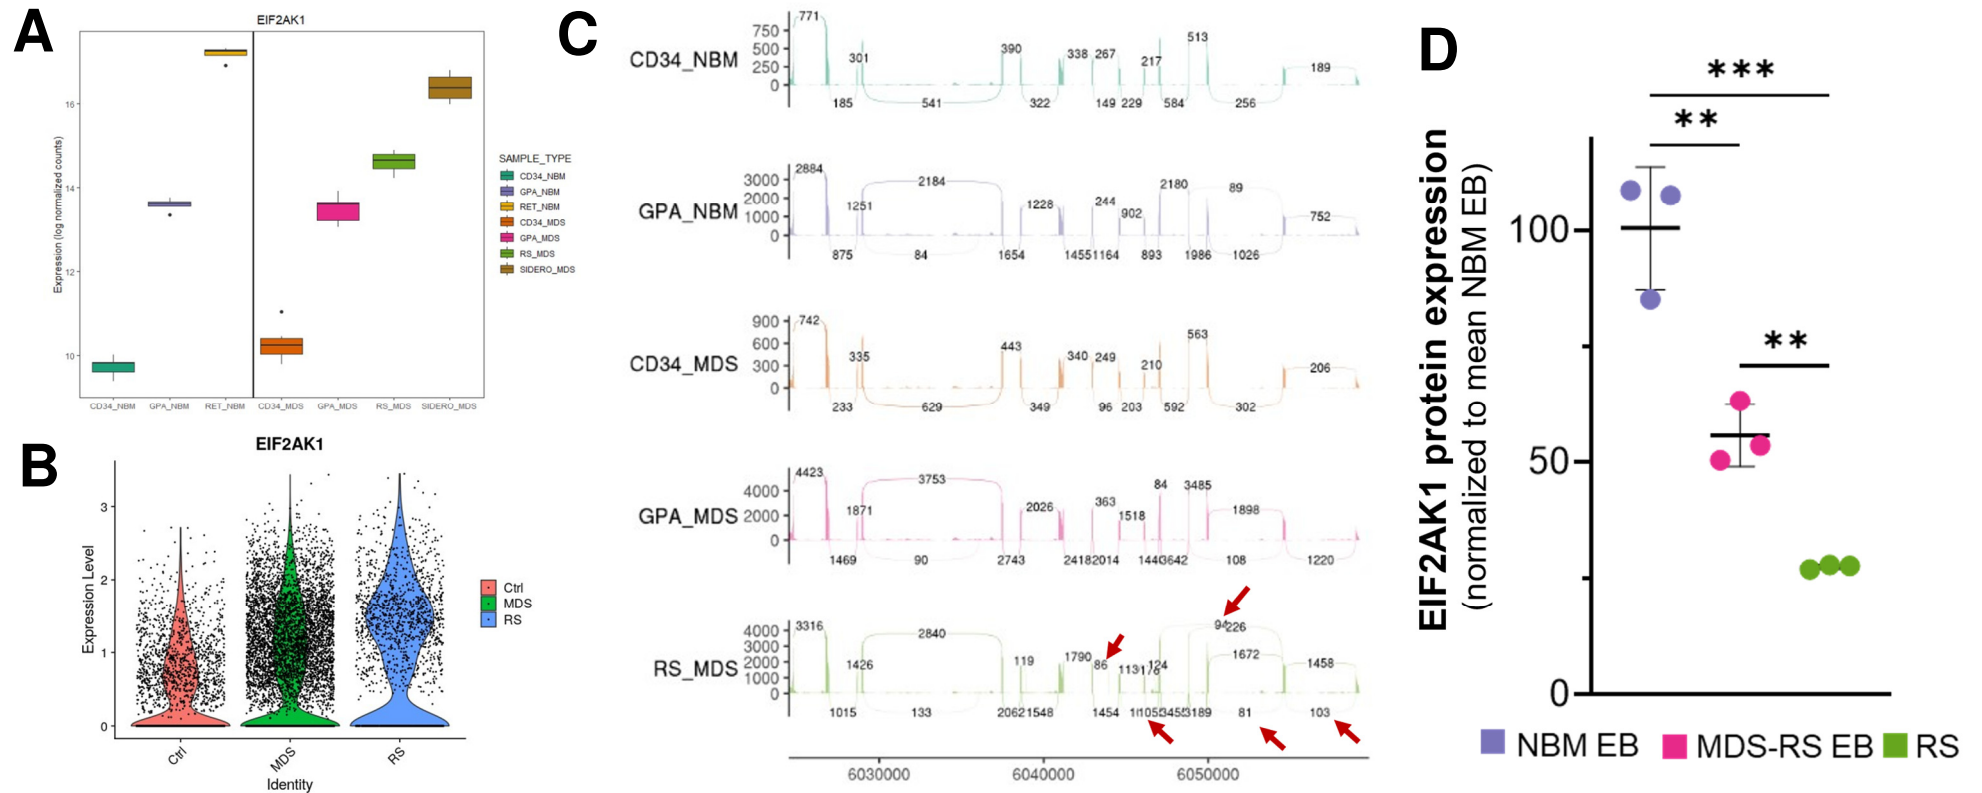 A
EIF2AK1
Expression (log normalized counts)
16
14
12
10
CD34_NBM GPA_NBM RET_NBM CD34_MDS GPA_MDS RS_MDS SIDERO_MDS
SAMPLE_TYPE
CD34_NBM
GPA_NBM
RET_NBM
CD34_MDS
GPA_MDS
RS_MDS
SIDERO_MDS
B
EIF2AK1
Expression Level
3
2
1
0
Ctrl MDS RS
Identity
Ctrl
MDS
RS
C
CD34_NBM
750
500
250
0
771 301 390 338 267 217 513 189
185 541 322 149 229 584 256
GPA_NBM
3000
2000
1000
0
2884 1251 2184 1228 244 902 2180 89 752
875 84 1654 1455 1164 893 1986 1026
CD34_MDS
900
600
300
0
742 335 443 340 249 210 563 206
233 629 349 96 203 592 302
GPA_MDS
4000
2000
0
4423 1871 3753 2026 363 1518 84 3485 1898
1469 90 2743 2418 2014 1440 3642 108 1220
RS_MDS
4000
3000
2000
1000
0
3316 1426 2840 119 1790 86 1131 176 124 94 226 1672 1458
1015 133 2062 1548 1454 3189 81 103
6030000 6040000 6050000
D
EIF2AK1 protein expression
(normalized to mean NBM EB)
100
50
0
***
**
**
NBM EB MDS-RS EB RS